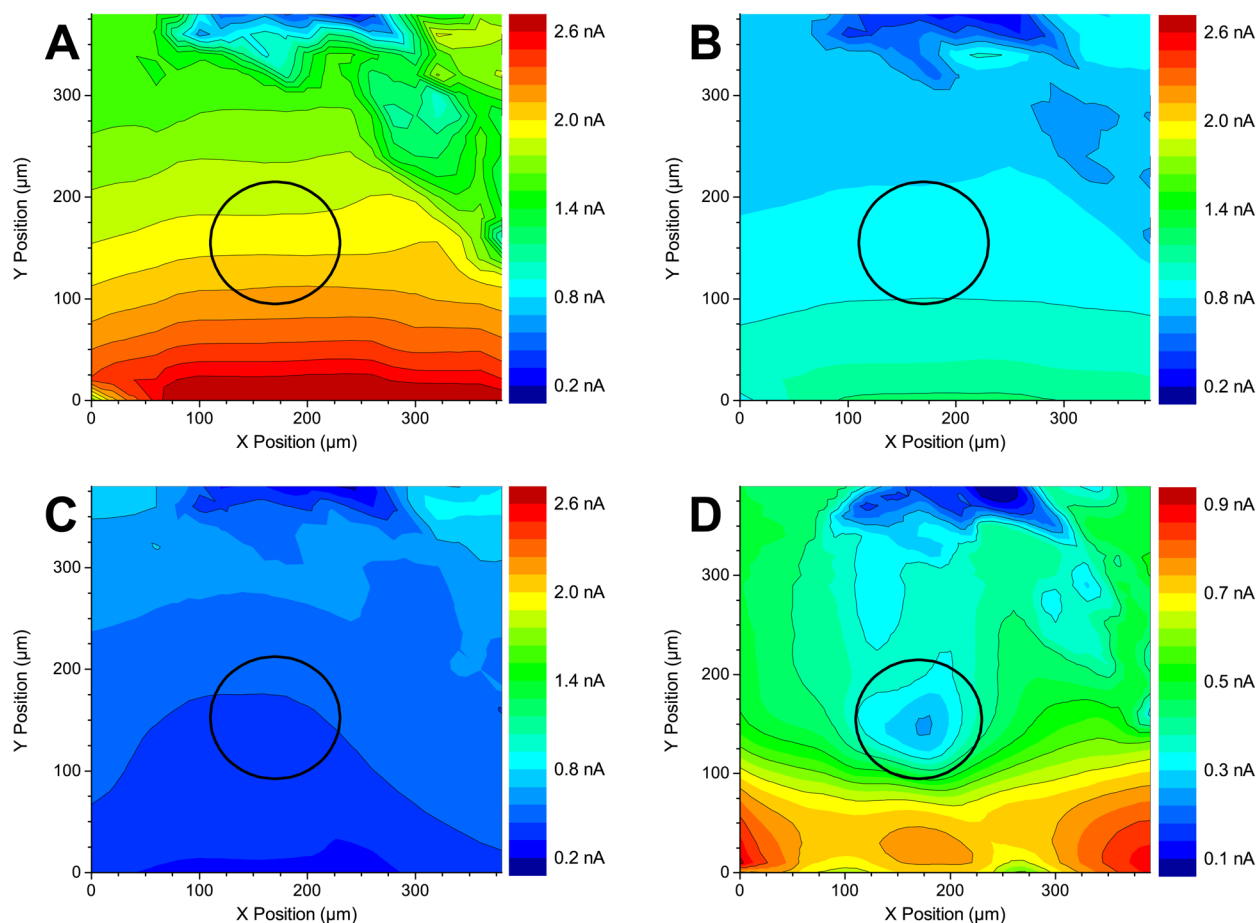 A
Y Position (µm)
300
200
100
0
0
100
200
300
X Position (µm)
2.6 nA
2.0 nA
1.4 nA
0.8 nA
0.2 nA
B
Y Position (µm)
300
200
100
0
0
100
200
300
X Position (µm)
2.6 nA
2.0 nA
1.4 nA
0.8 nA
0.2 nA
C
Y Position (µm)
300
200
100
0
0
100
200
300
X Position (µm)
2.6 nA
2.0 nA
1.4 nA
0.8 nA
0.2 nA
D
Y Position (µm)
300
200
100
0
0
100
200
300
X Position (µm)
0.9 nA
0.7 nA
0.5 nA
0.3 nA
0.1 nA